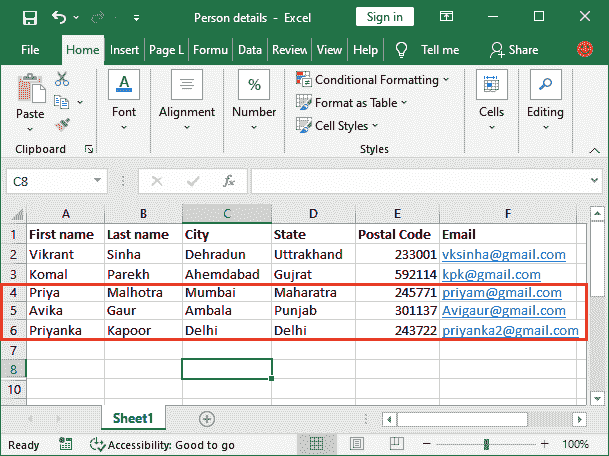 Person details - Excel
Sign in
File Home Insert Page L Formu Data Review View Help Tell me Share
Paste
Clipboard
Font
Alignment
%
Number
Conditional Formatting
Format as Table
Cell Styles
Styles
Cells
Editing
C8 fx
A B C D E F
1 First name Last name City State Postal Code Email
2 Vikrant Sinha Dehradun Uttrakhand 233001 vksinha@gmail.com
3 Komal Parekh Ahemdabad Gujrat 592114 kpk@gmail.com
4 Priya Malhotra Mumbai Maharatra 245771 priyam@gmail.com
5 Avika Gaur Ambala Punjab 301137 Avigaur@gmail.com
6 Priyanka Kapoor Delhi Delhi 243722 priyanka2@gmail.com
7
8
10
Sheet1
Ready Accessibility: Good to go 100%